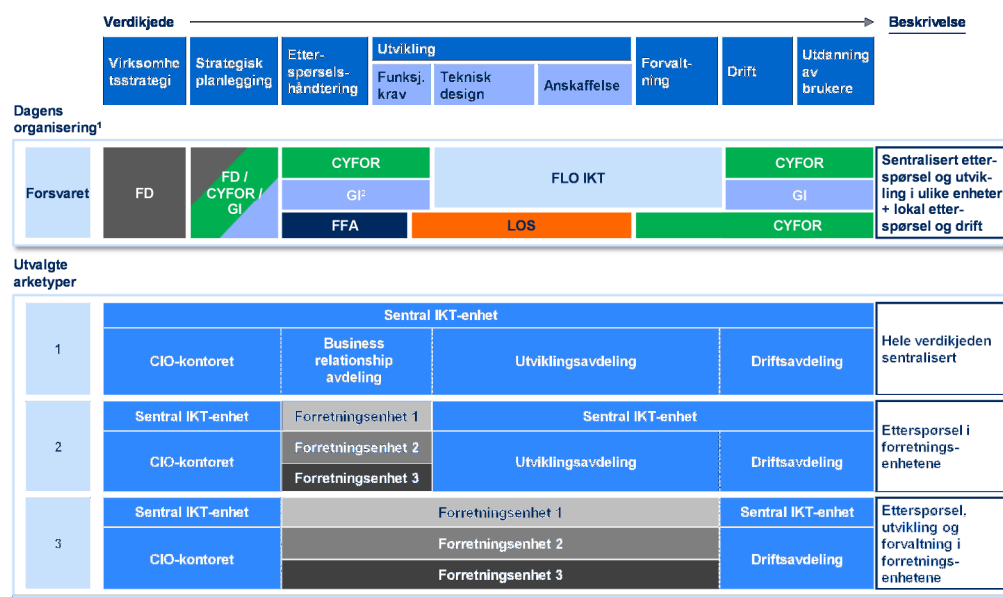 Verdikjede
Beskrivelse
Virksomhe
tsstrategi
Strategisk
planlegging
Etter-
spørsels-
håndtering
Utvikling
Funksj.
krav
Teknisk
design
Anskaffelse
Forvalt-
ning
Drift
Utdanning
av
brukere
Dagens
organisering¹
Forsvaret
FD
FD /
CYFOR /
GI
CYFOR
GI²
FFA
FLO IKT
LOS
CYFOR
GI
CYFOR
Sentralisert etter-
spørsel og utvik-
ling i ulike enheter
+ lokal etter-
spørsel og drift
Utvalgte
arketyper
1
Sentral IKT-enhet
CIO-kontoret
Business
relationship
avdeling
Utviklingsavdeling
Driftsavdeling
Hele verdikjeden
sentralisert
2
Sentral IKT-enhet
CIO-kontoret
Forretningsenhet 1
Forretningsenhet 2
Forretningsenhet 3
Sentral IKT-enhet
Utviklingsavdeling
Driftsavdeling
Etterspørsel i
forretnings-
enhetene
3
Sentral IKT-enhet
CIO-kontoret
Forretningsenhet 1
Forretningsenhet 2
Forretningsenhet 3
Sentral IKT-enhet
Driftsavdeling
Etterspørsel,
utvikling og
forvaltning i
forretnings-
enhetene